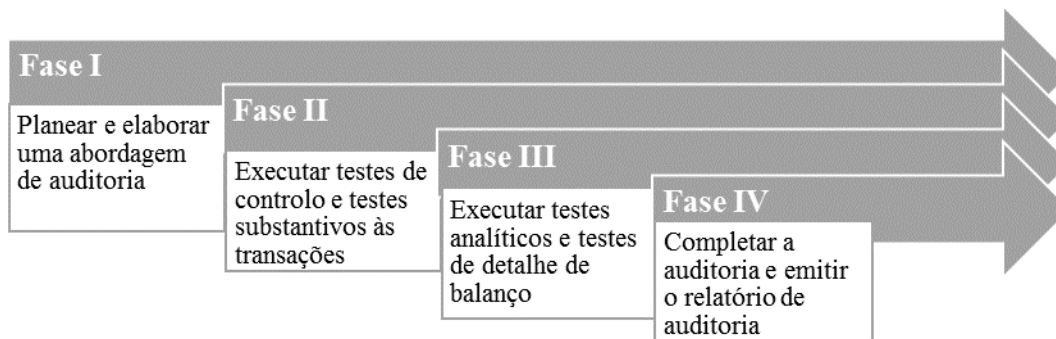 Fase I
Planear e elaborar
uma abordagem
de auditoria
Fase II
Executar testes de
controlo e testes
substantivos às
transações
Fase III
Executar testes
analíticos e testes
de detalhe de
balanço
Fase IV
Completar a
auditoria e emitir
o relatório de
auditoria